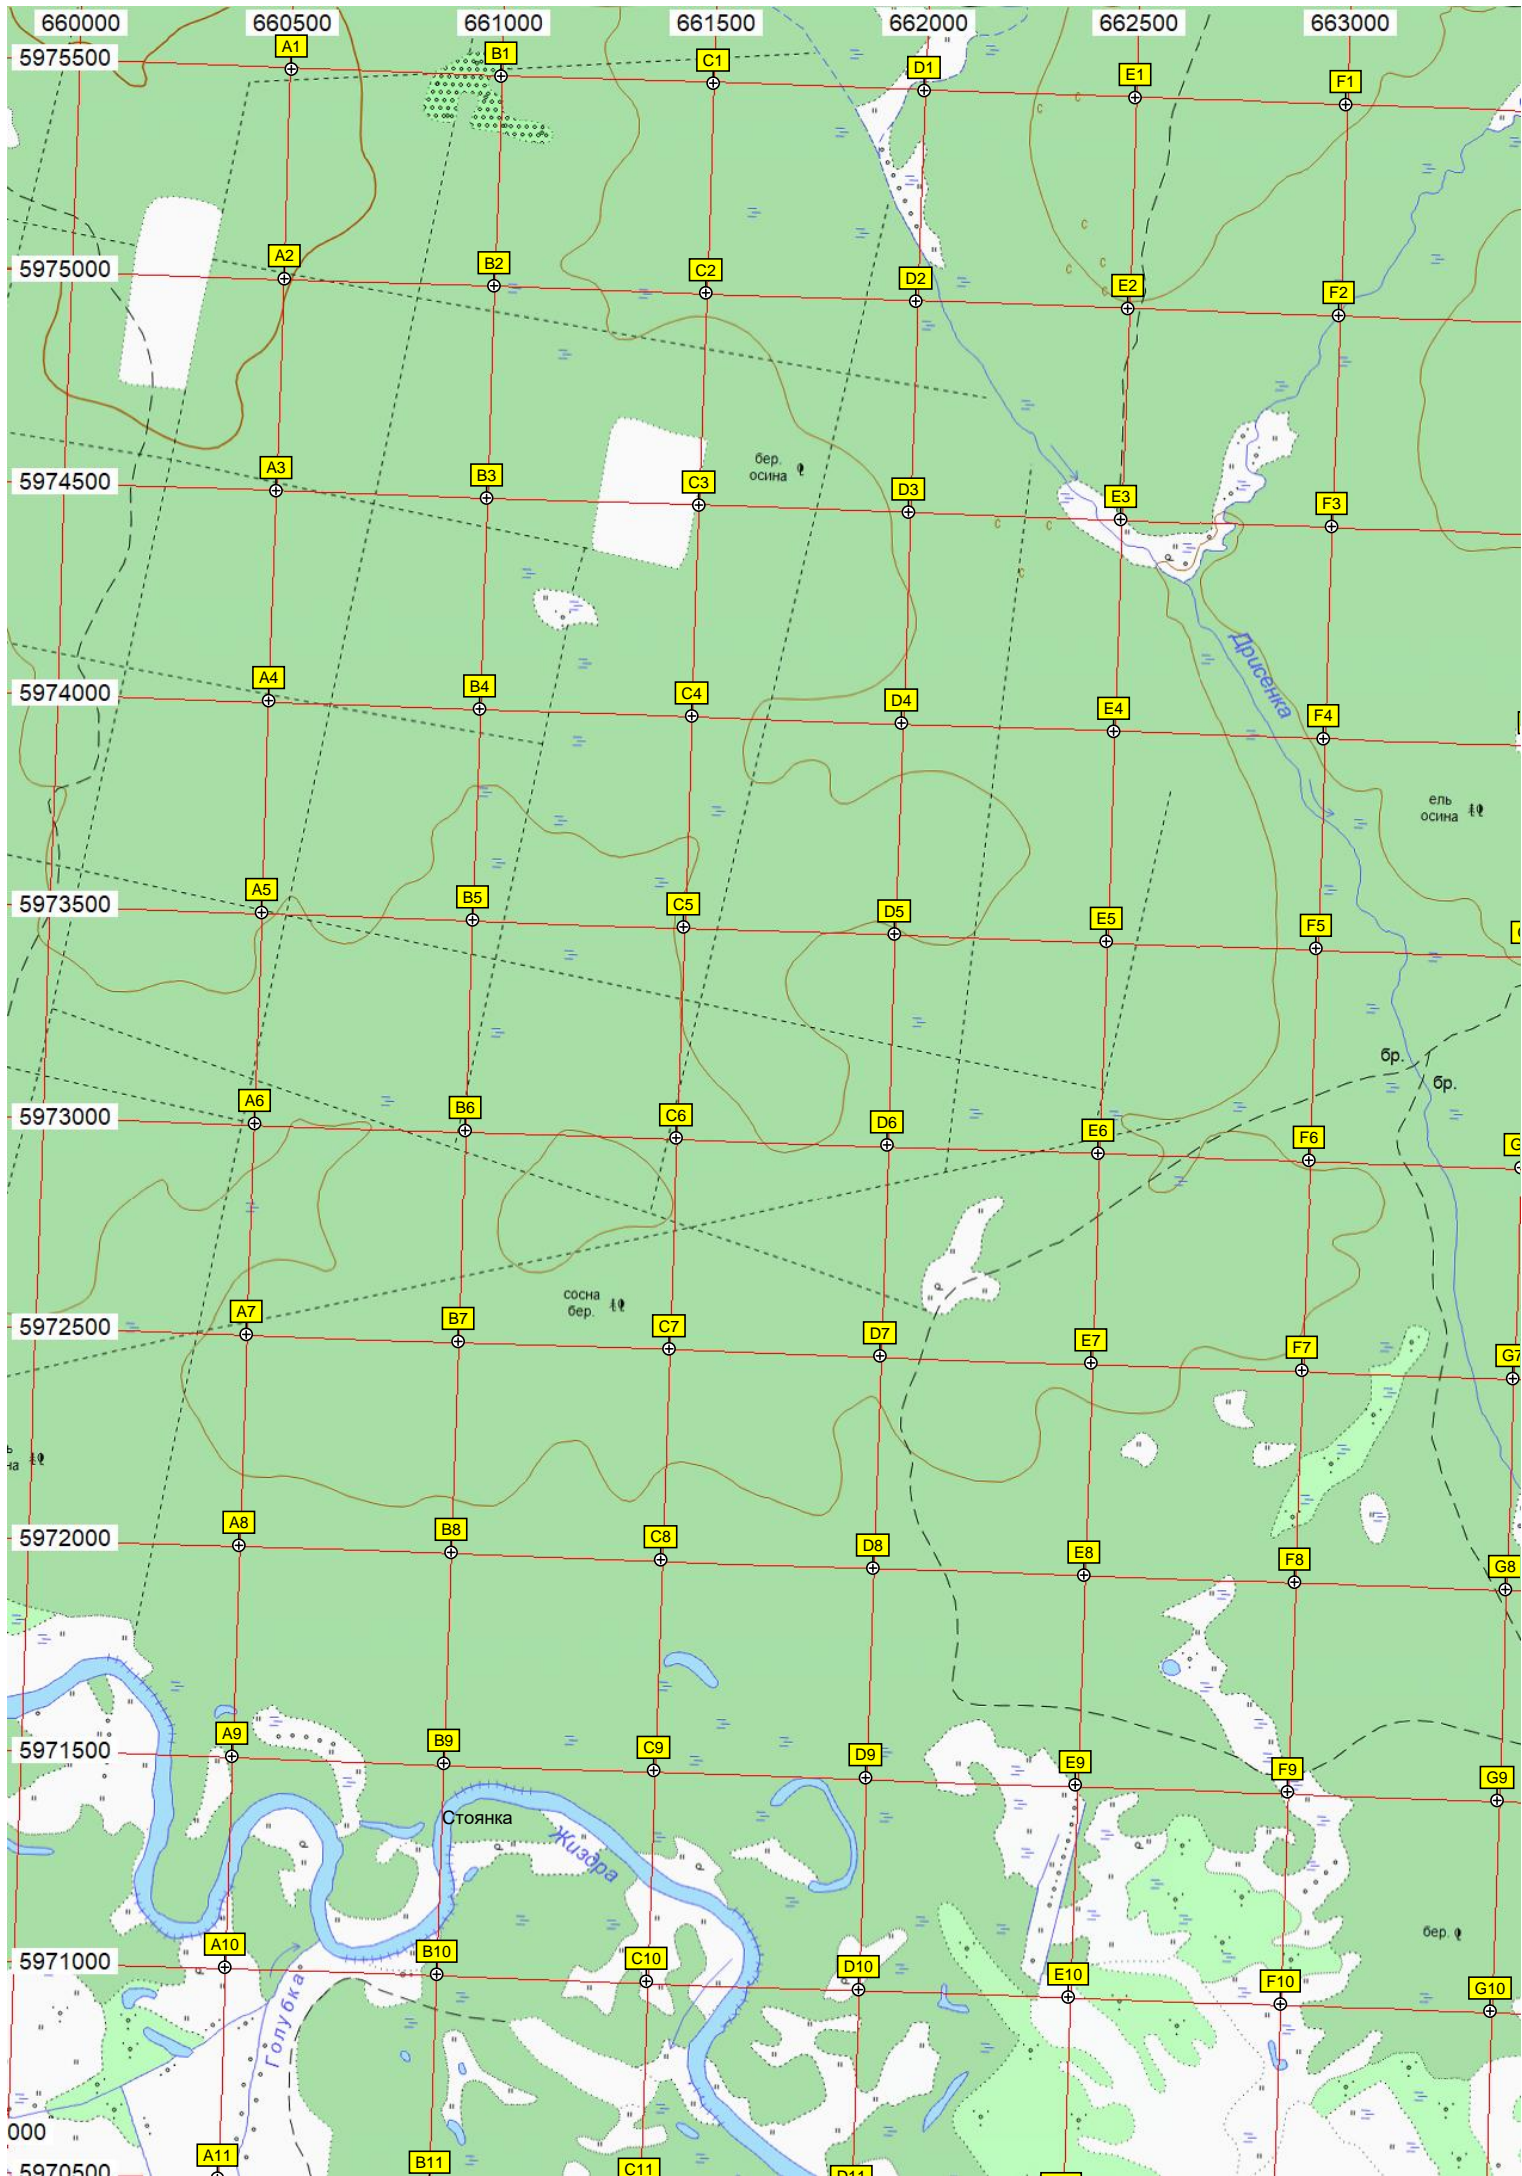 660000 660500 661000 661500 662000 662500 663000
5975500 A1 B1 C1 D1 E1 F1
5975000 A2 B2 C2 D2 E2 F2
бер.
осина
5974500 A3 B3 C3 D3 E3 F3
Дрисенка
5974000 A4 B4 C4 D4 E4 F4
ель
осина
5973500 A5 B5 C5 D5 E5 F5
бр.
бр.
5973000 A6 B6 C6 D6 E6 F6 G
сосна
бер.
5972500 A7 B7 C7 D7 E7 F7 G7
на
5972000 A8 B8 C8 D8 E8 F8 G8
5971500 A9 B9 C9 D9 E9 F9 G9
Стоянка
Жиздра
бер.
5971000 A10 B10 C10 D10 E10 F10 G10
Голубка
000
5970500 A11 B11 C11 D11